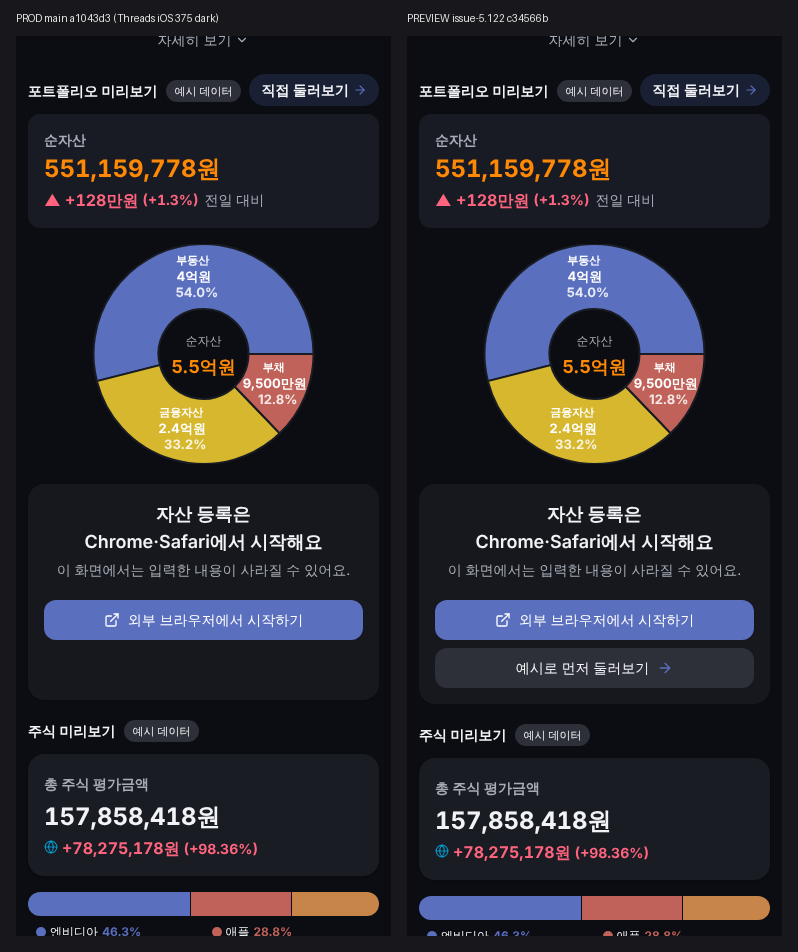 PROD main a1043d3 (Threads iOS 375 dark)
자세히 보기
포트폴리오 미리보기 예시 데이터 직접 둘러보기
순자산
551,159,778원
+128만원 (+1.3%) 전일 대비
부동산
4억원
54.0%
순자산
5.5억원
부채
9,500만원
12.8%
금융자산
2.4억원
33.2%
자산 등록은
Chrome·Safari에서 시작해요
이 화면에서는 입력한 내용이 사라질 수 있어요.
외부 브라우저에서 시작하기
주식 미리보기 예시 데이터
총 주식 평가금액
157,858,418원
+78,275,178원 (+98.36%)
엔비디아 46.3% 애플 28.8%
PREVIEW issue-5.122 c34566b
자세히 보기
포트폴리오 미리보기 예시 데이터 직접 둘러보기
순자산
551,159,778원
+128만원 (+1.3%) 전일 대비
부동산
4억원
54.0%
순자산
5.5억원
부채
9,500만원
12.8%
금융자산
2.4억원
33.2%
자산 등록은
Chrome·Safari에서 시작해요
이 화면에서는 입력한 내용이 사라질 수 있어요.
외부 브라우저에서 시작하기
예시로 먼저 둘러보기
주식 미리보기 예시 데이터
총 주식 평가금액
157,858,418원
+78,275,178원 (+98.36%)
엔비디아 46.3% 애플 28.8%